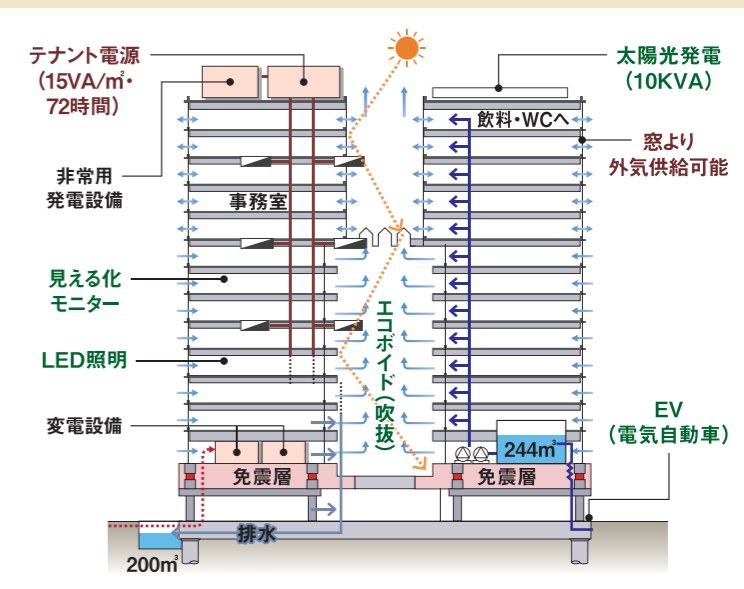 テナント電源
（15VA/㎡・
72時間）
太陽光発電
（10KVA）
飲料・WCへ
窓より
外気供給可能
非常用
発電設備
事務室
見える化
モニター
エコボイド（吹抜）
LED照明
変電設備
EV
（電気自動車）
244㎥
免震層
免震層
排水
200㎥